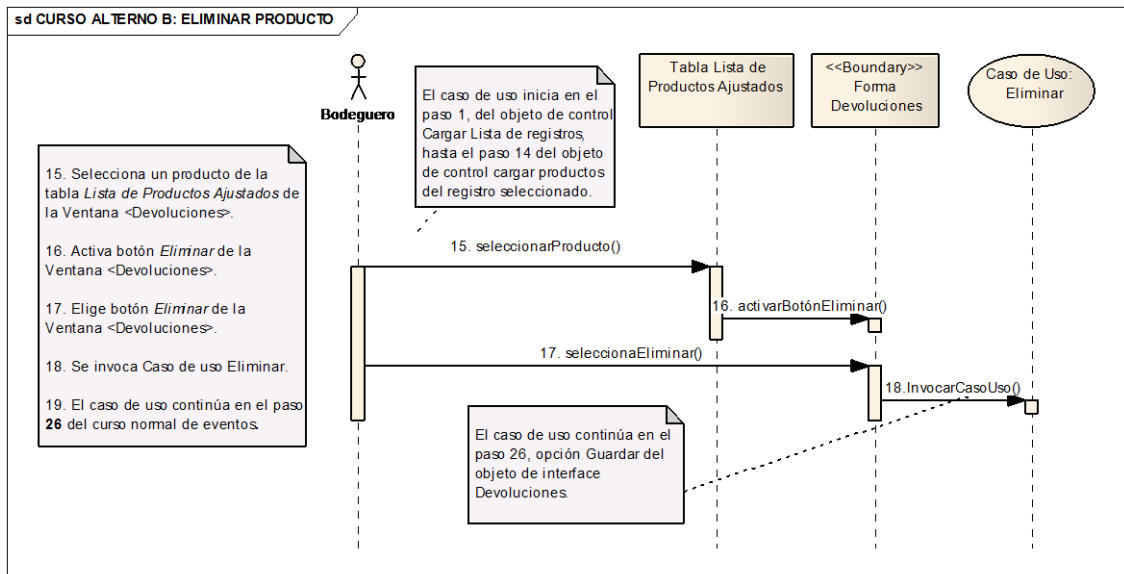 sd CURSO ALTERNO B: ELIMINAR PRODUCTO
Bodeguero
El caso de uso inicia en el
paso 1, del objeto de control
Cargar Lista de registros,
hasta el paso 14 del objeto
de control cargar productos
del registro seleccionado.
Tabla Lista de
Productos Ajustados
<<Boundary>>
Forma
Devoluciones
Caso de Uso:
Eliminar
15. Selecciona un producto de la
tabla Lista de Productos Ajustados de
la Ventana <Devoluciones>.
16. Activa botón Eliminar de la
Ventana <Devoluciones>.
17. Elige botón Eliminar de la
Ventana <Devoluciones>.
18. Se invoca Caso de uso Eliminar.
19. El caso de uso continúa en el paso
26 del curso normal de eventos.
15. seleccionarProducto()
16. activarBotónEliminar()
17. seleccionaEliminar()
18.InvocarCasoUso()
El caso de uso continúa en el
paso 26, opción Guardar del
objeto de interface
Devoluciones.